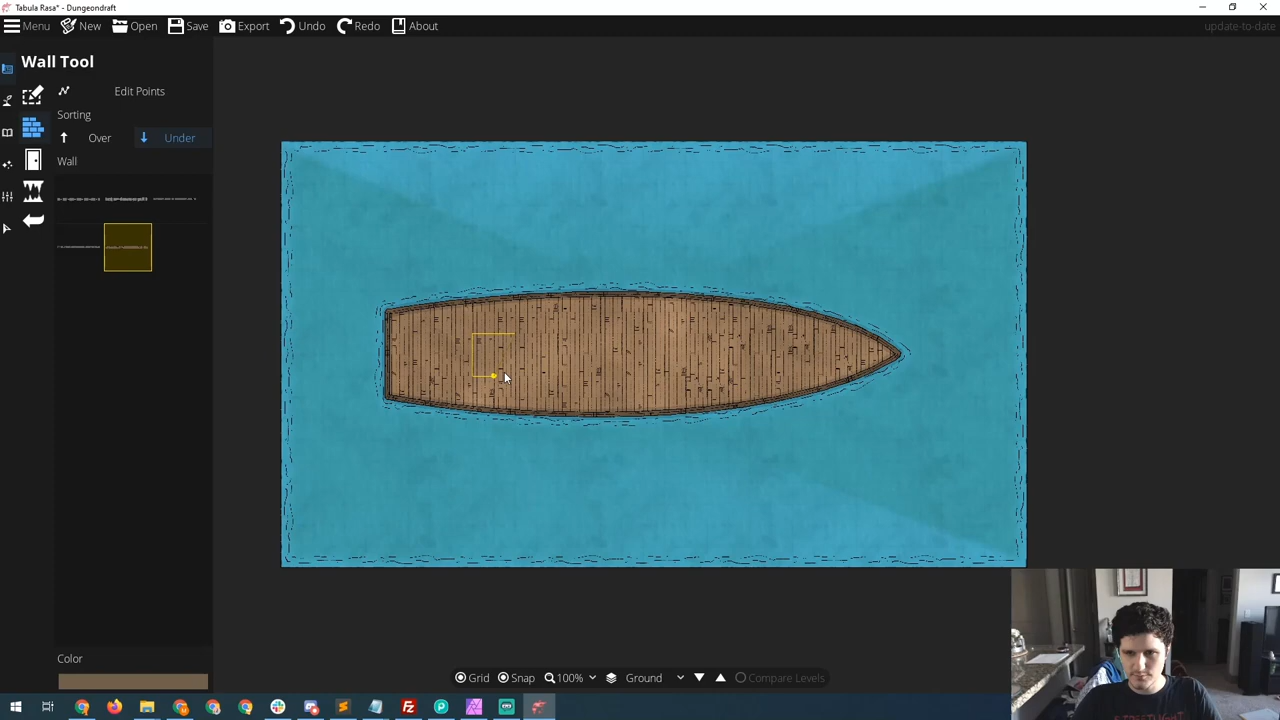 Tabula Rasa* - Dungeondraft
Menu New Open Save Export Undo Redo About update-to-date
Wall Tool
Edit Points
Sorting
Over Under
Wall
Color
Grid Snap 100% Ground Compare Levels